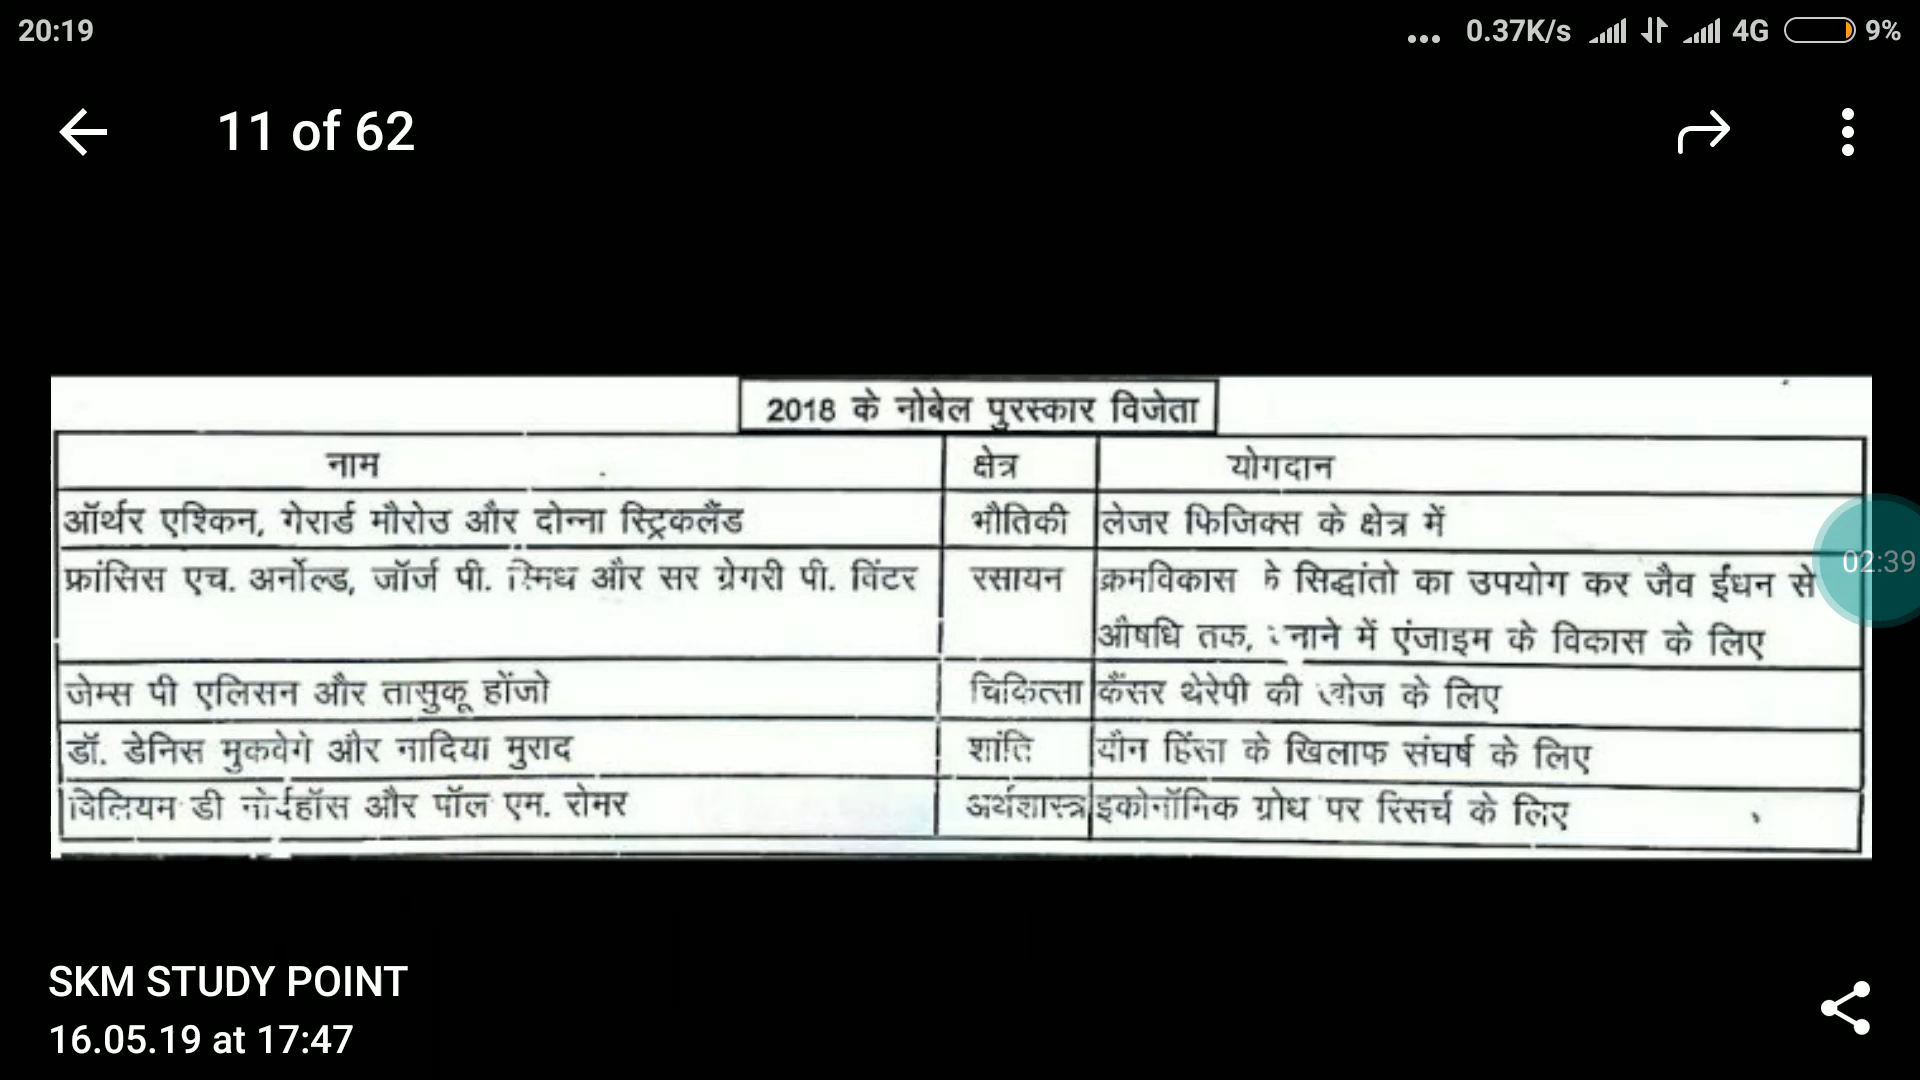 20:19
... 0.37K/s 4G 9%
11 of 62
2018 के नोबेल पुरस्कार विजेता
नाम क्षेत्र योगदान
ऑर्थर एश्किन, गेरार्ड मौरोउ और दोन्ना स्ट्रिकलैंड भौतिकी लेजर फिजिक्स के क्षेत्र में
फ्रांसिस एच. अर्नोल्ड, जॉर्ज पी. स्मिथ और सर ग्रेगरी पी. विंटर रसायन क्रमविकास के सिद्धांतो का उपयोग कर जैव ईंधन से
औषधि तक, बनाने में एंजाइम के विकास के लिए
जेम्स पी एलिसन और तासुकू होंजो चिकित्सा कैंसर थेरेपी की खोज के लिए
डॉ. डेनिस मुकवेगे और नादिया मुराद शांति यौन हिंसा के खिलाफ संघर्ष के लिए
विलियम डी नोर्दहॉस और पॉल एम. रोमर अर्थशास्त्र इकोनॉमिक ग्रोथ पर रिसर्च के लिए
02:39
SKM STUDY POINT
16.05.19 at 17:47